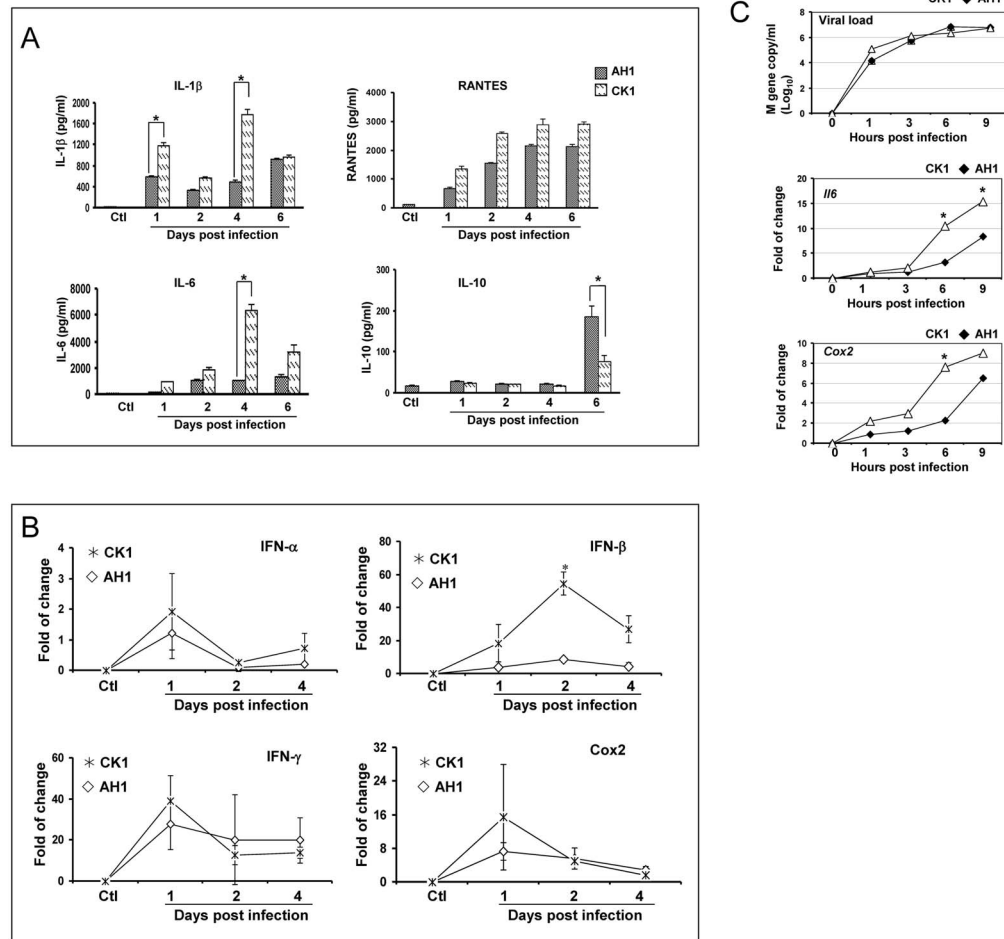 A
IL-1β
IL-1β (pg/ml)
2000
1600
1200
800
400
0
*
*
Ctl 1 2 4 6
Days post infection
RANTES
AH1
CK1
RANTES (pg/ml)
4000
3000
2000
1000
0
Ctl 1 2 4 6
Days post infection
IL-6
IL-6 (pg/ml)
8000
6000
4000
2000
0
*
Ctl 1 2 4 6
Days post infection
IL-10
IL-10 (pg/ml)
300
200
100
0
*
Ctl 1 2 4 6
Days post infection
B
IFN-α
CK1
AH1
Fold of change
4
3
2
1
0
Ctl 1 2 4
Days post infection
IFN-β
CK1
AH1
Fold of change
80
60
40
20
0
*
Ctl 1 2 4
Days post infection
IFN-γ
CK1
AH1
Fold of change
60
40
20
0
Ctl 1 2 4
Days post infection
Cox2
CK1
AH1
Fold of change
32
24
16
8
0
Ctl 1 2 4
Days post infection
C
CK1 AH1
Viral load
M gene copy/ml
(Log10)
8
6
4
2
0
0 1 3 6 9
Hours post infection
CK1 AH1
Il6
Fold of change
20
15
10
5
0
* *
0 1 3 6 9
Hours post infection
CK1 AH1
Cox2
Fold of change
10
8
6
4
2
0
*
0 1 3 6 9
Hours post infection